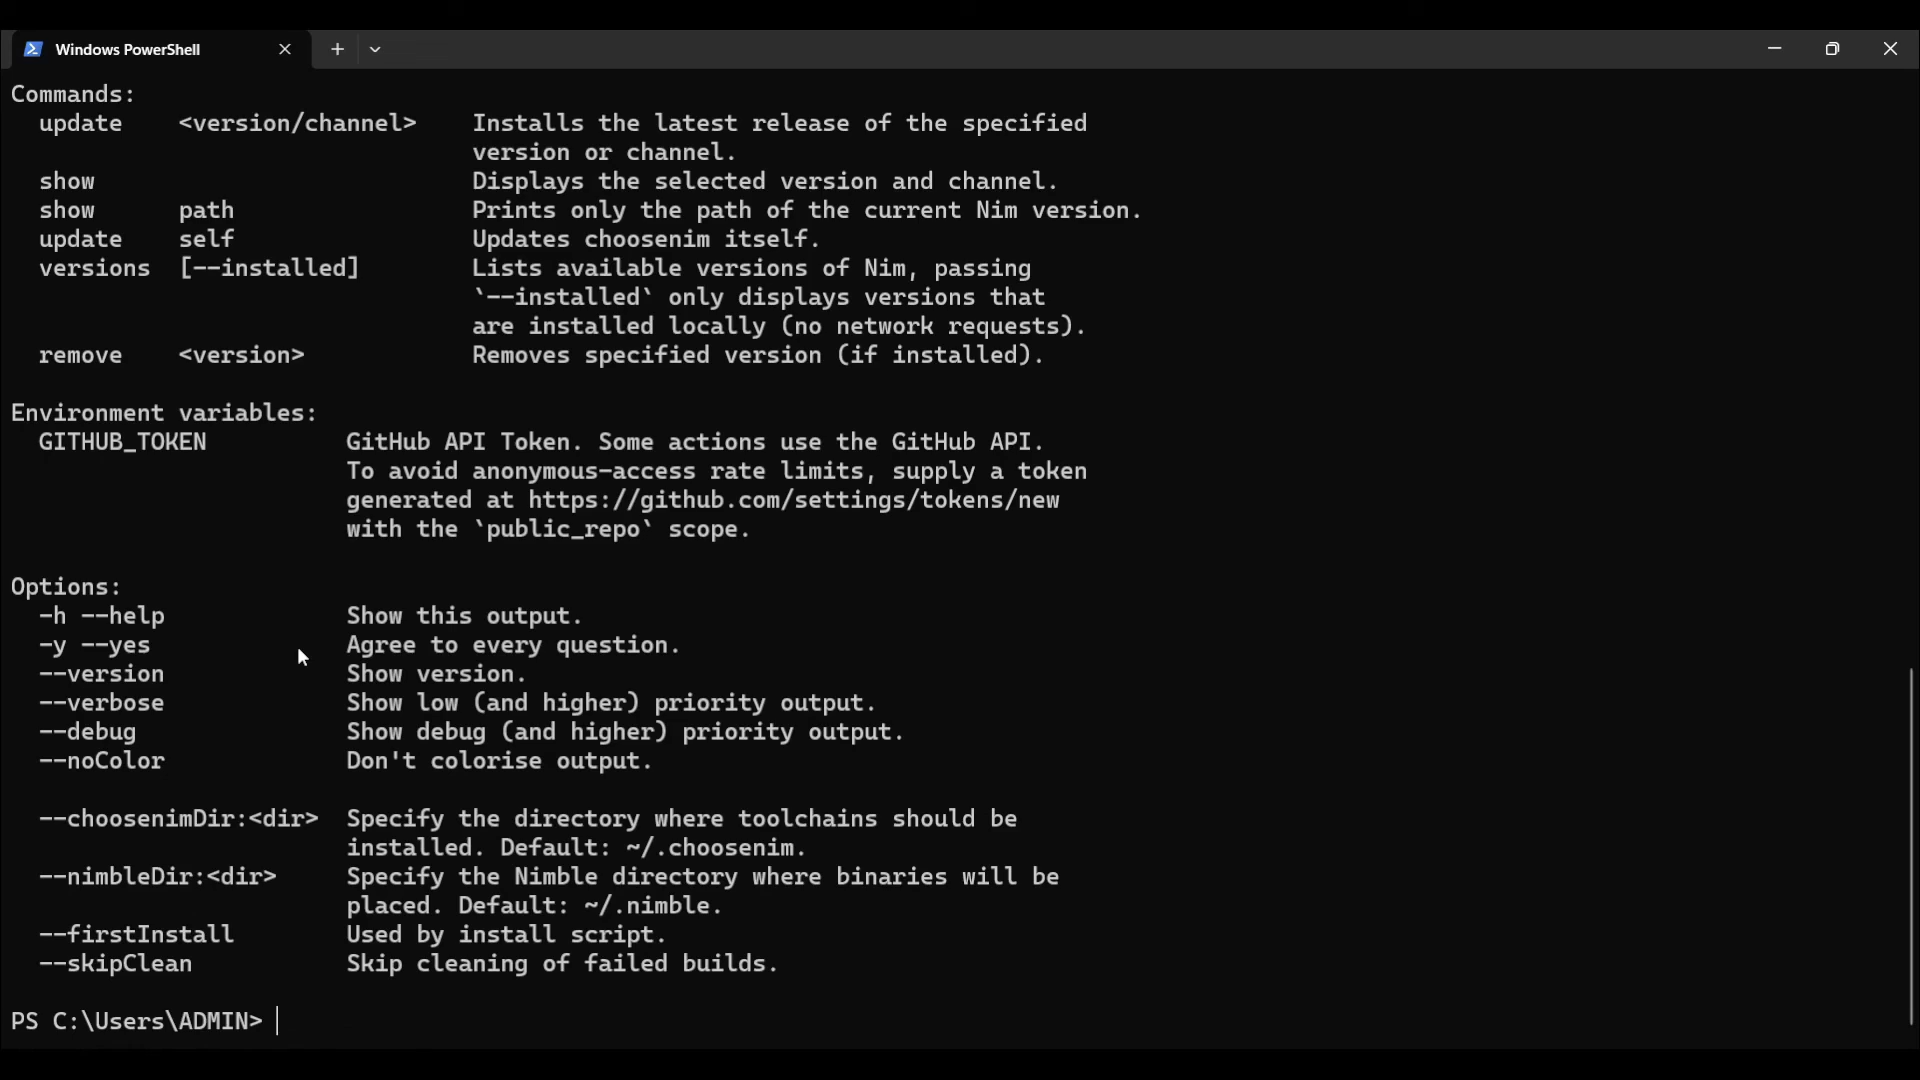 Windows PowerShell
Commands:
  update    <version/channel>    Installs the latest release of the specified
                                 version or channel.
  show                           Displays the selected version and channel.
  show      path                 Prints only the path of the current Nim version.
  update    self                 Updates choosenim itself.
  versions  [--installed]        Lists available versions of Nim, passing
                                 `--installed` only displays versions that
                                 are installed locally (no network requests).
  remove    <version>            Removes specified version (if installed).

Environment variables:
  GITHUB_TOKEN          GitHub API Token. Some actions use the GitHub API.
                        To avoid anonymous-access rate limits, supply a token
                        generated at https://github.com/settings/tokens/new
                        with the `public_repo` scope.

Options:
  -h --help             Show this output.
  -y --yes              Agree to every question.
  --version             Show version.
  --verbose             Show low (and higher) priority output.
  --debug               Show debug (and higher) priority output.
  --noColor             Don't colorise output.

  --choosenimDir:<dir>  Specify the directory where toolchains should be
                        installed. Default: ~/.choosenim.
  --nimbleDir:<dir>     Specify the Nimble directory where binaries will be
                        placed. Default: ~/.nimble.
  --firstInstall        Used by install script.
  --skipClean           Skip cleaning of failed builds.

PS C:\Users\ADMIN>